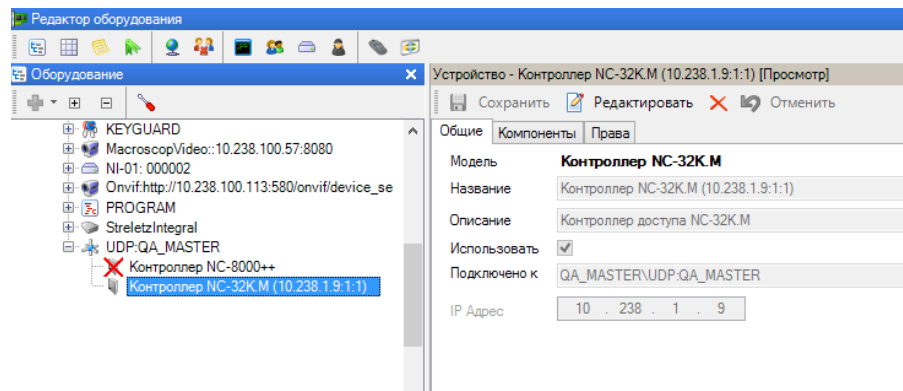 Редактор оборудования
Оборудование
KEYGUARD
MacroscopVideo::10.238.100.57:8080
NI-01: 000002
Onvif:http://10.238.100.113:580/onvif/device_se
PROGRAM
StreletzIntegral
UDP:QA_MASTER
Контроллер NC-8000++
Контроллер NC-32K.M (10.238.1.9:1:1)
Устройство - Контроллер NC-32K.M (10.238.1.9:1:1) [Просмотр]
Сохранить Редактировать Отменить
Общие Компоненты Права
Модель Контроллер NC-32K.M
Название Контроллер NC-32K.M (10.238.1.9:1:1)
Описание Контроллер доступа NC-32K.M
Использовать
Подключено к QA_MASTER\UDP:QA_MASTER
IP Адрес 10 . 238 . 1 . 9